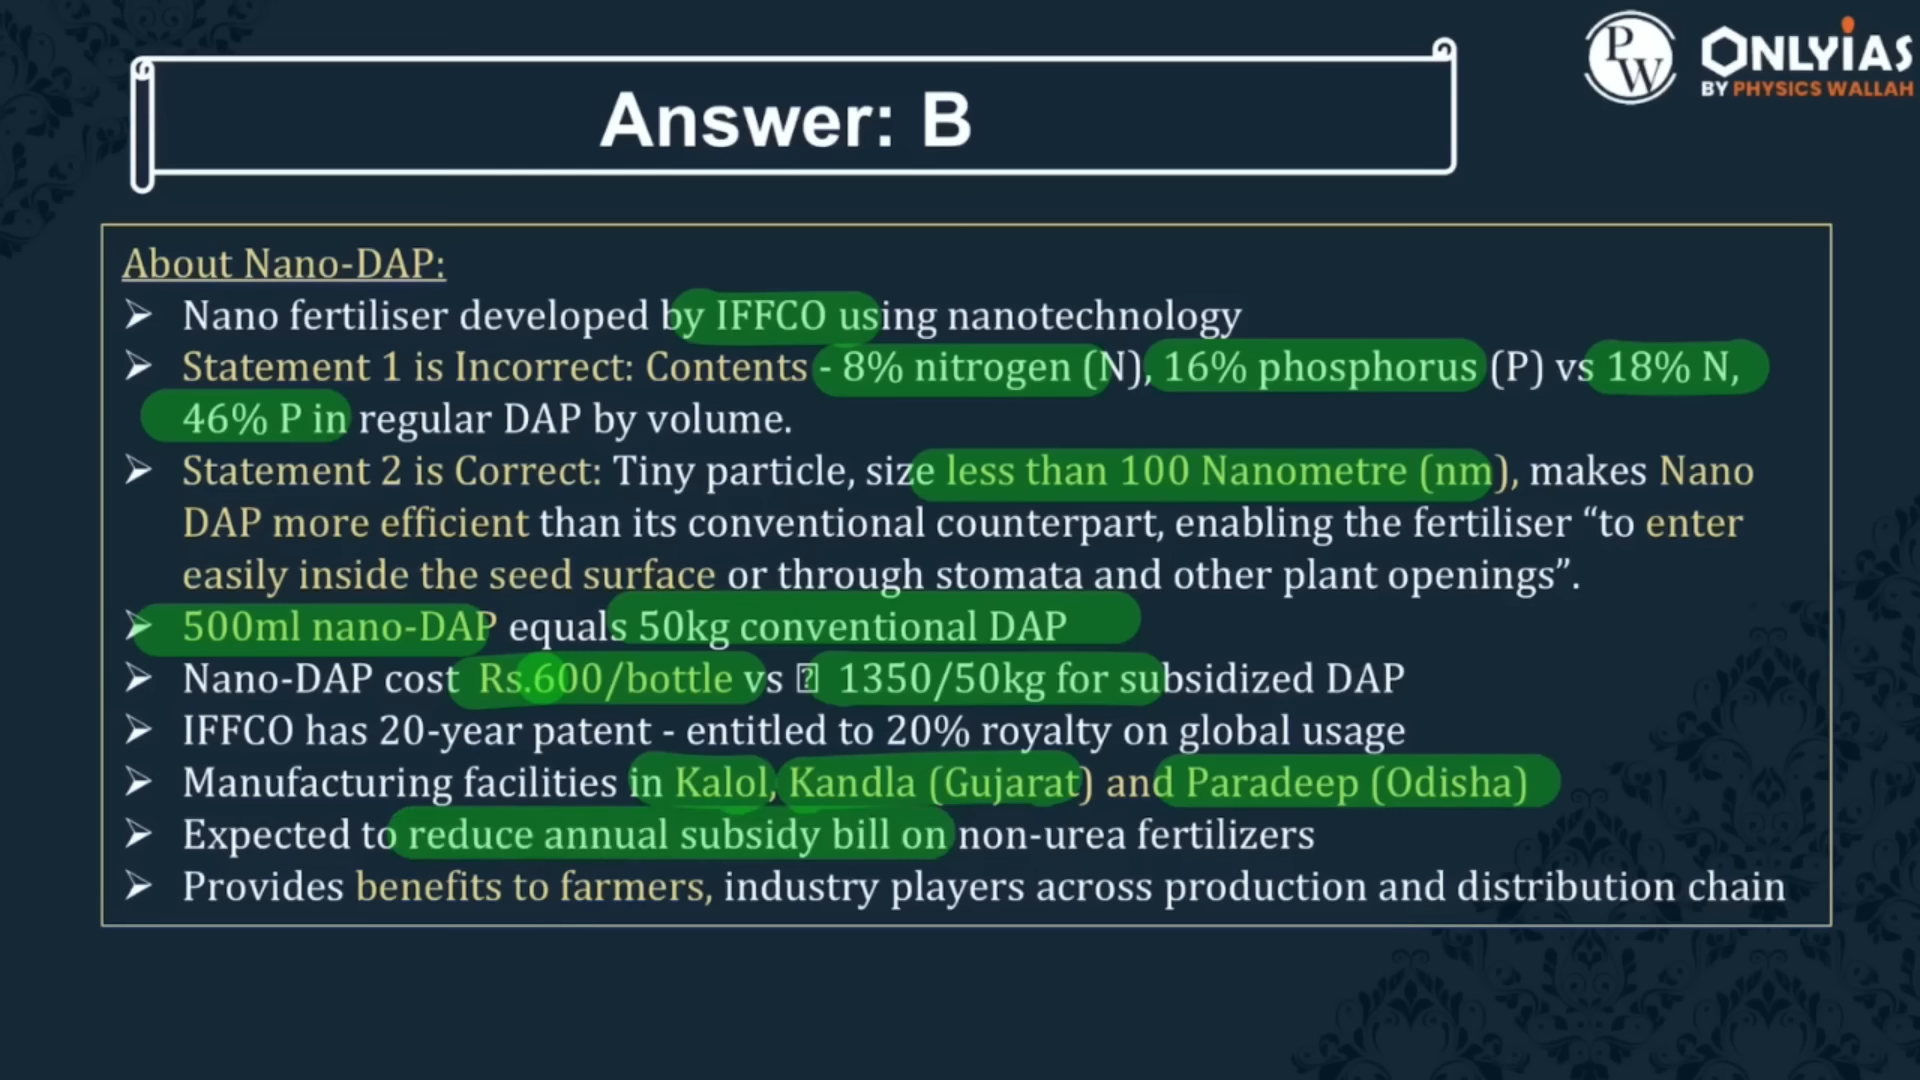 PW ONLYIAS
BY PHYSICS WALLAH
Answer: B
About Nano-DAP:
➤ Nano fertiliser developed by IFFCO using nanotechnology
➤ Statement 1 is Incorrect: Contents - 8% nitrogen (N), 16% phosphorus (P) vs 18% N,
46% P in regular DAP by volume.
➤ Statement 2 is Correct: Tiny particle, size less than 100 Nanometre (nm), makes Nano
DAP more efficient than its conventional counterpart, enabling the fertiliser “to enter
easily inside the seed surface or through stomata and other plant openings”.
➤ 500ml nano-DAP equals 50kg conventional DAP
➤ Nano-DAP cost Rs.600/bottle vs 1350/50kg for subsidized DAP
➤ IFFCO has 20-year patent - entitled to 20% royalty on global usage
➤ Manufacturing facilities in Kalol, Kandla (Gujarat) and Paradeep (Odisha)
➤ Expected to reduce annual subsidy bill on non-urea fertilizers
➤ Provides benefits to farmers, industry players across production and distribution chain